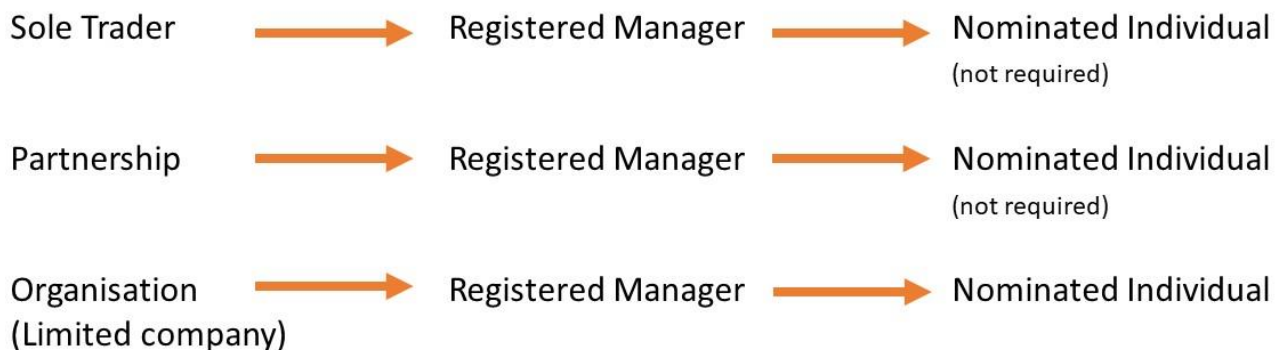 Sole Trader Registered Manager Nominated Individual
(not required)
Partnership Registered Manager Nominated Individual
(not required)
Organisation Registered Manager Nominated Individual
(Limited company)